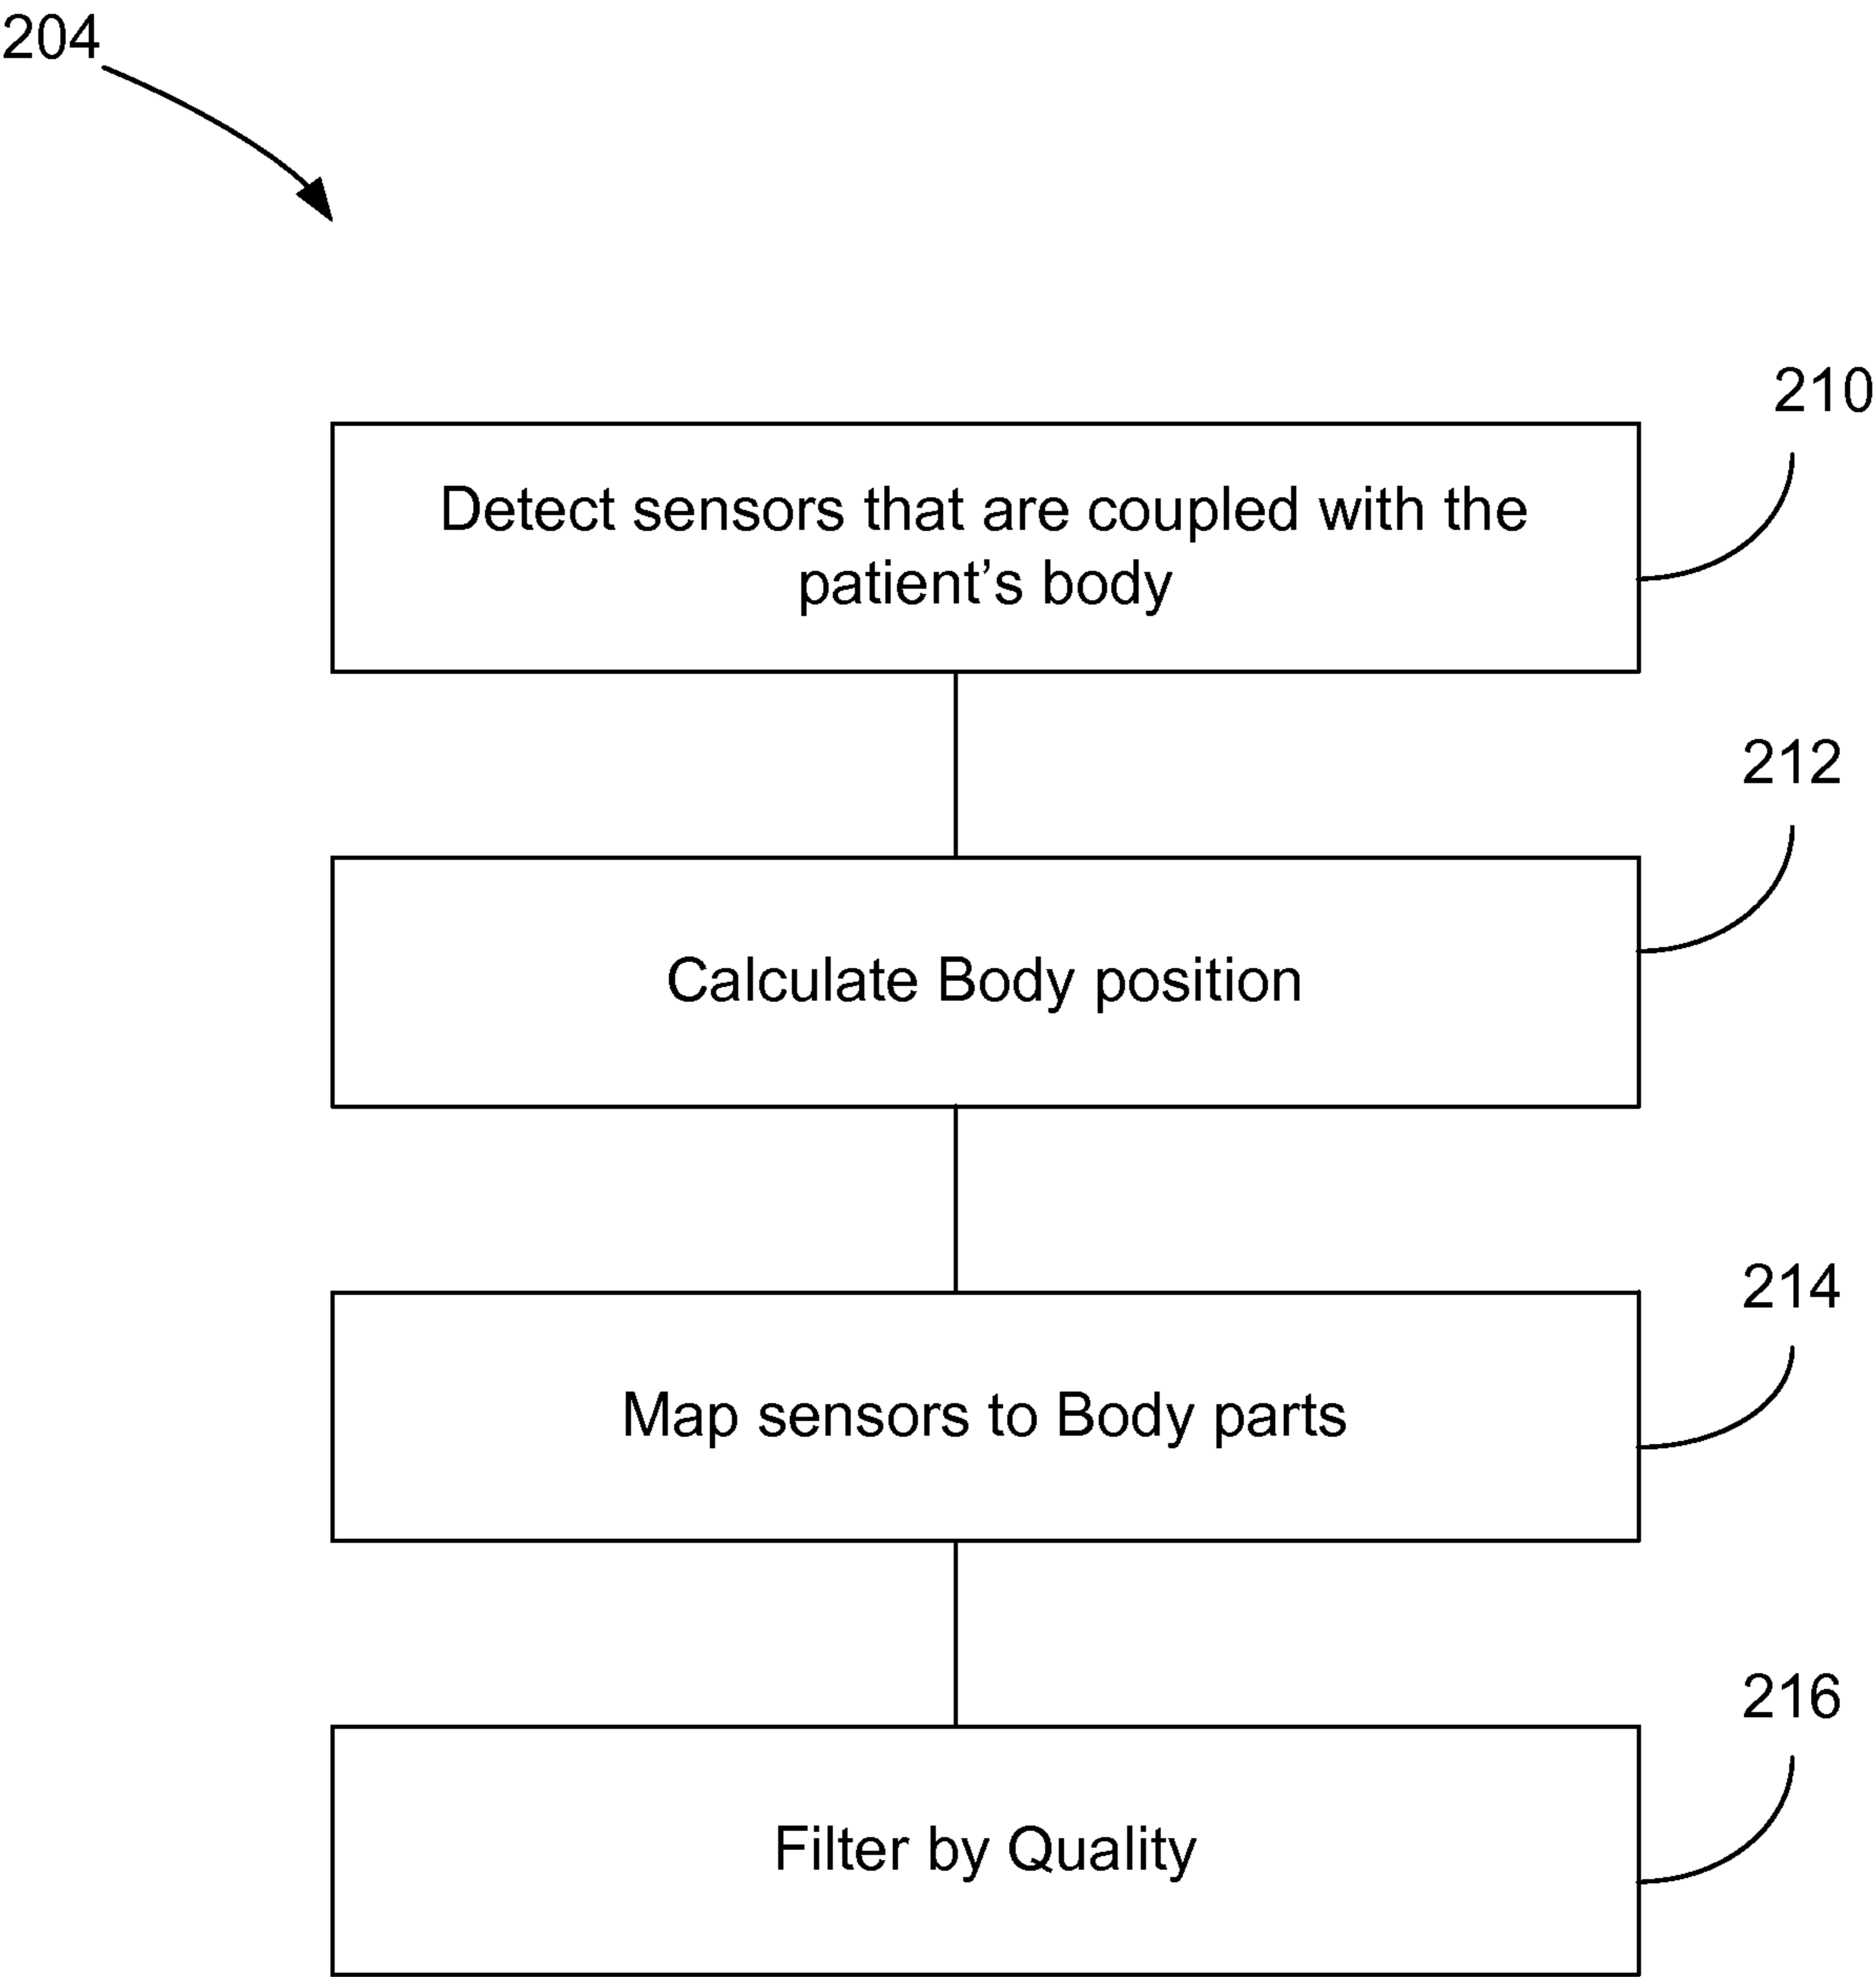 204
210
Detect sensors that are coupled with the
patient’s body
212
Calculate Body position
214
Map sensors to Body parts
216
Filter by Quality